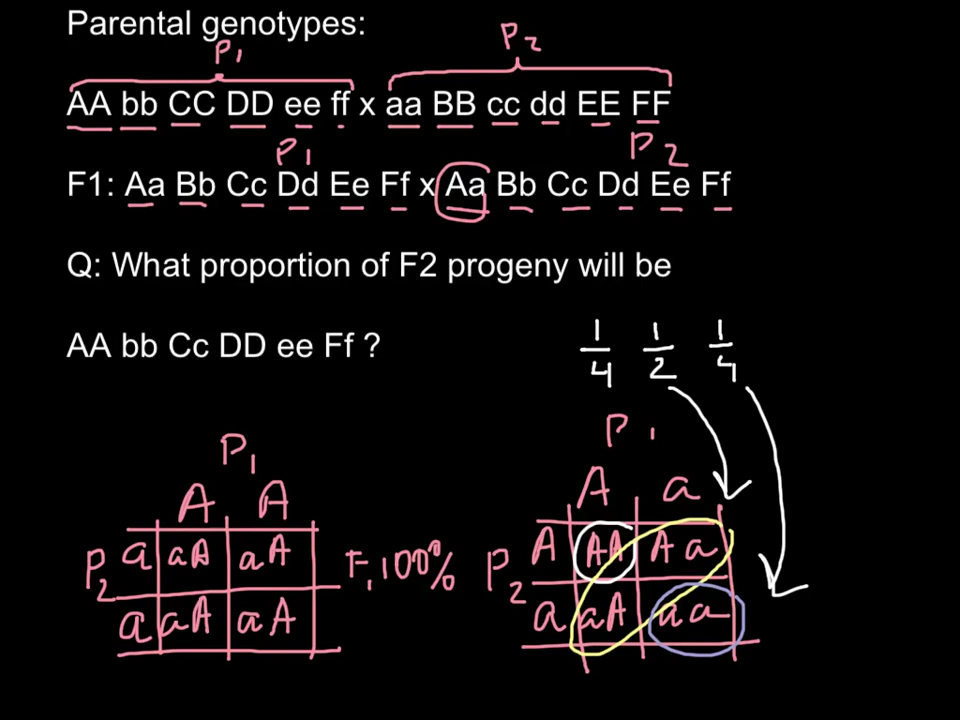 Parental genotypes:
P1 P2
AA bb CC DD ee ff x aa BB cc dd EE FF
P1 P2
F1: Aa Bb Cc Dd Ee Ff x Aa Bb Cc Dd Ee Ff
Q: What proportion of F2 progeny will be
AA bb Cc DD ee Ff ?
1/4 1/2 1/4
P1
A A
P2 a aA aA
a aA aA
F1 100%
P1
A a
P2 A AA Aa
a aA aa